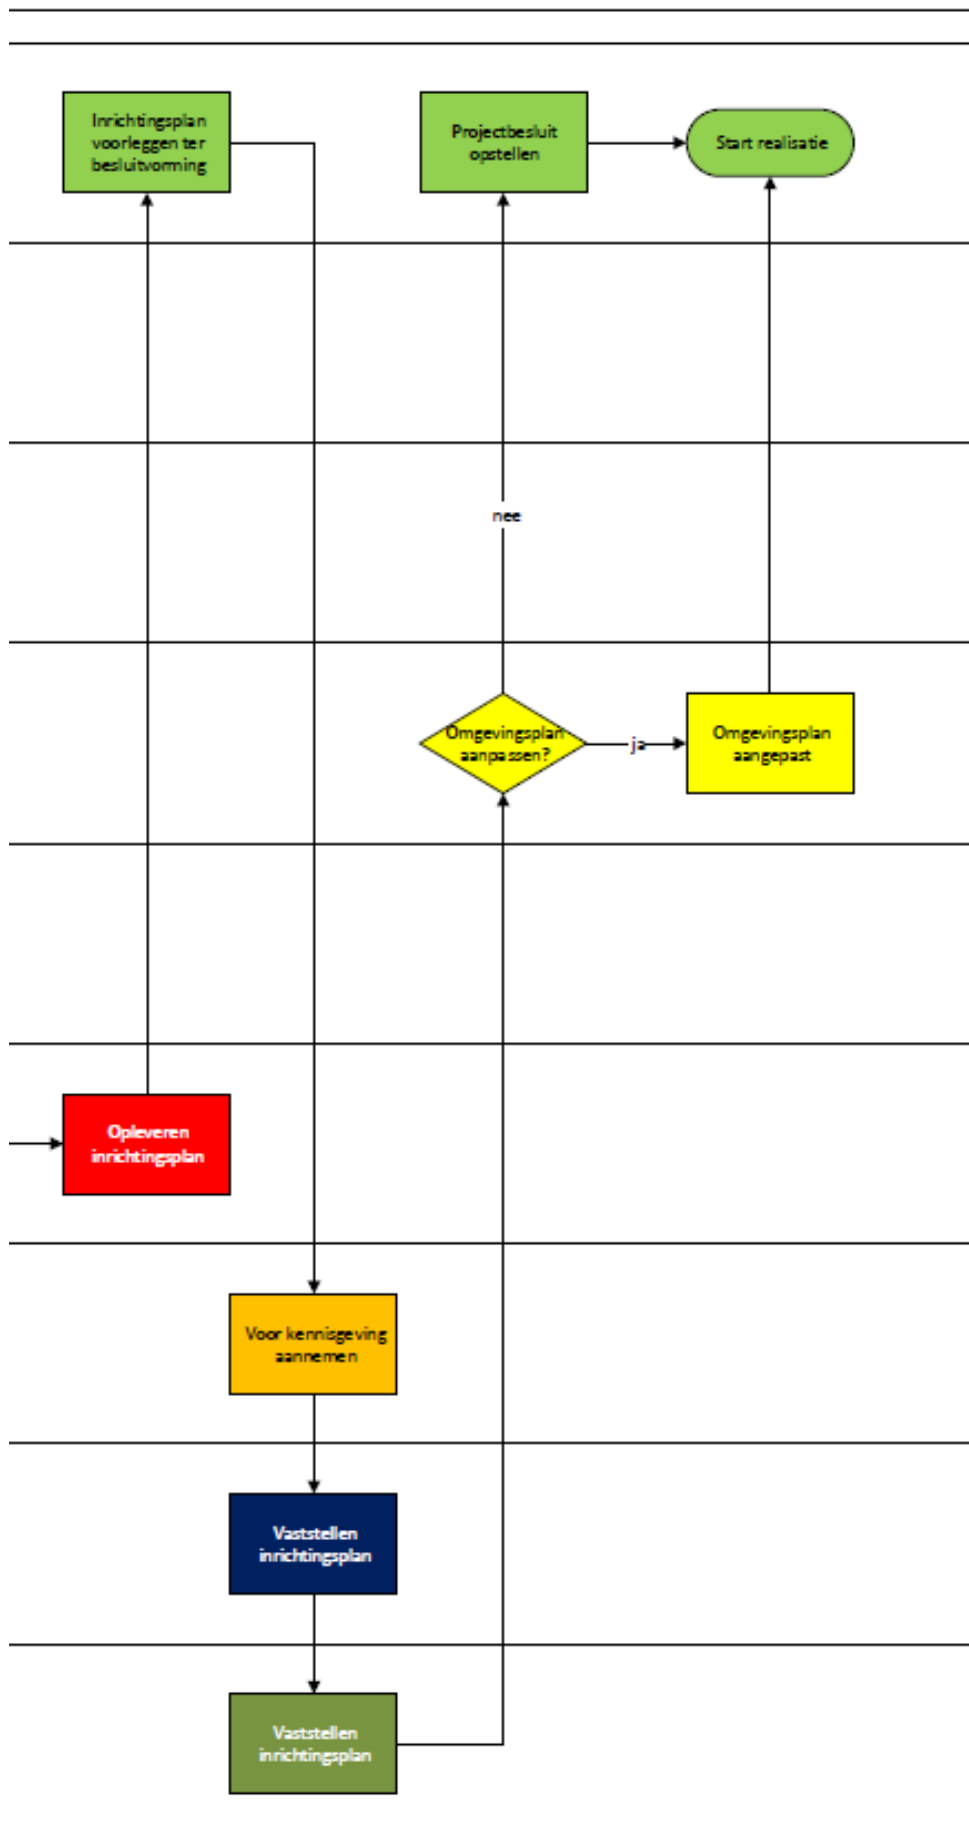 Inrichtingsplan
voorleggen ter
besluitvorming
Projectbesluit
opstellen
Start realisatie
nee
Omgevingsplan
aanpassen?
ja
Omgevingsplan
aangepast
Opleveren
inrichtingsplan
Voor kennisgeving
aannemen
Vaststellen
inrichtingsplan
Vaststellen
inrichtingsplan